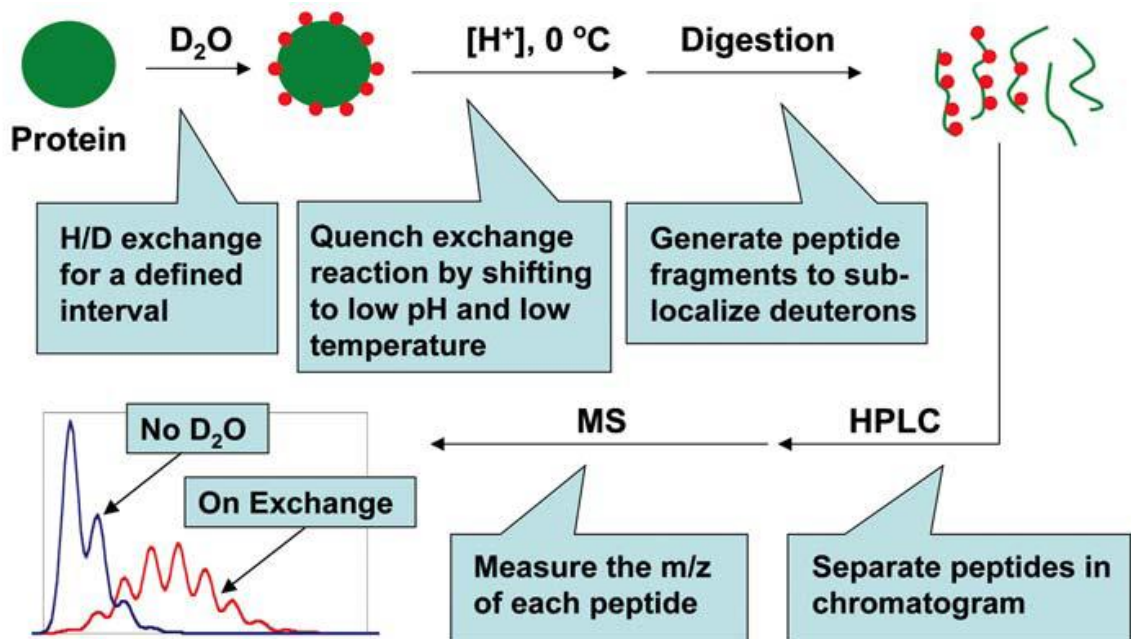 D₂O
[H⁺], 0 °C
Digestion
Protein
H/D exchange
for a defined
interval
Quench exchange
reaction by shifting
to low pH and low
temperature
Generate peptide
fragments to sub-
localize deuterons
No D₂O
On Exchange
MS
HPLC
Measure the m/z
of each peptide
Separate peptides in
chromatogram